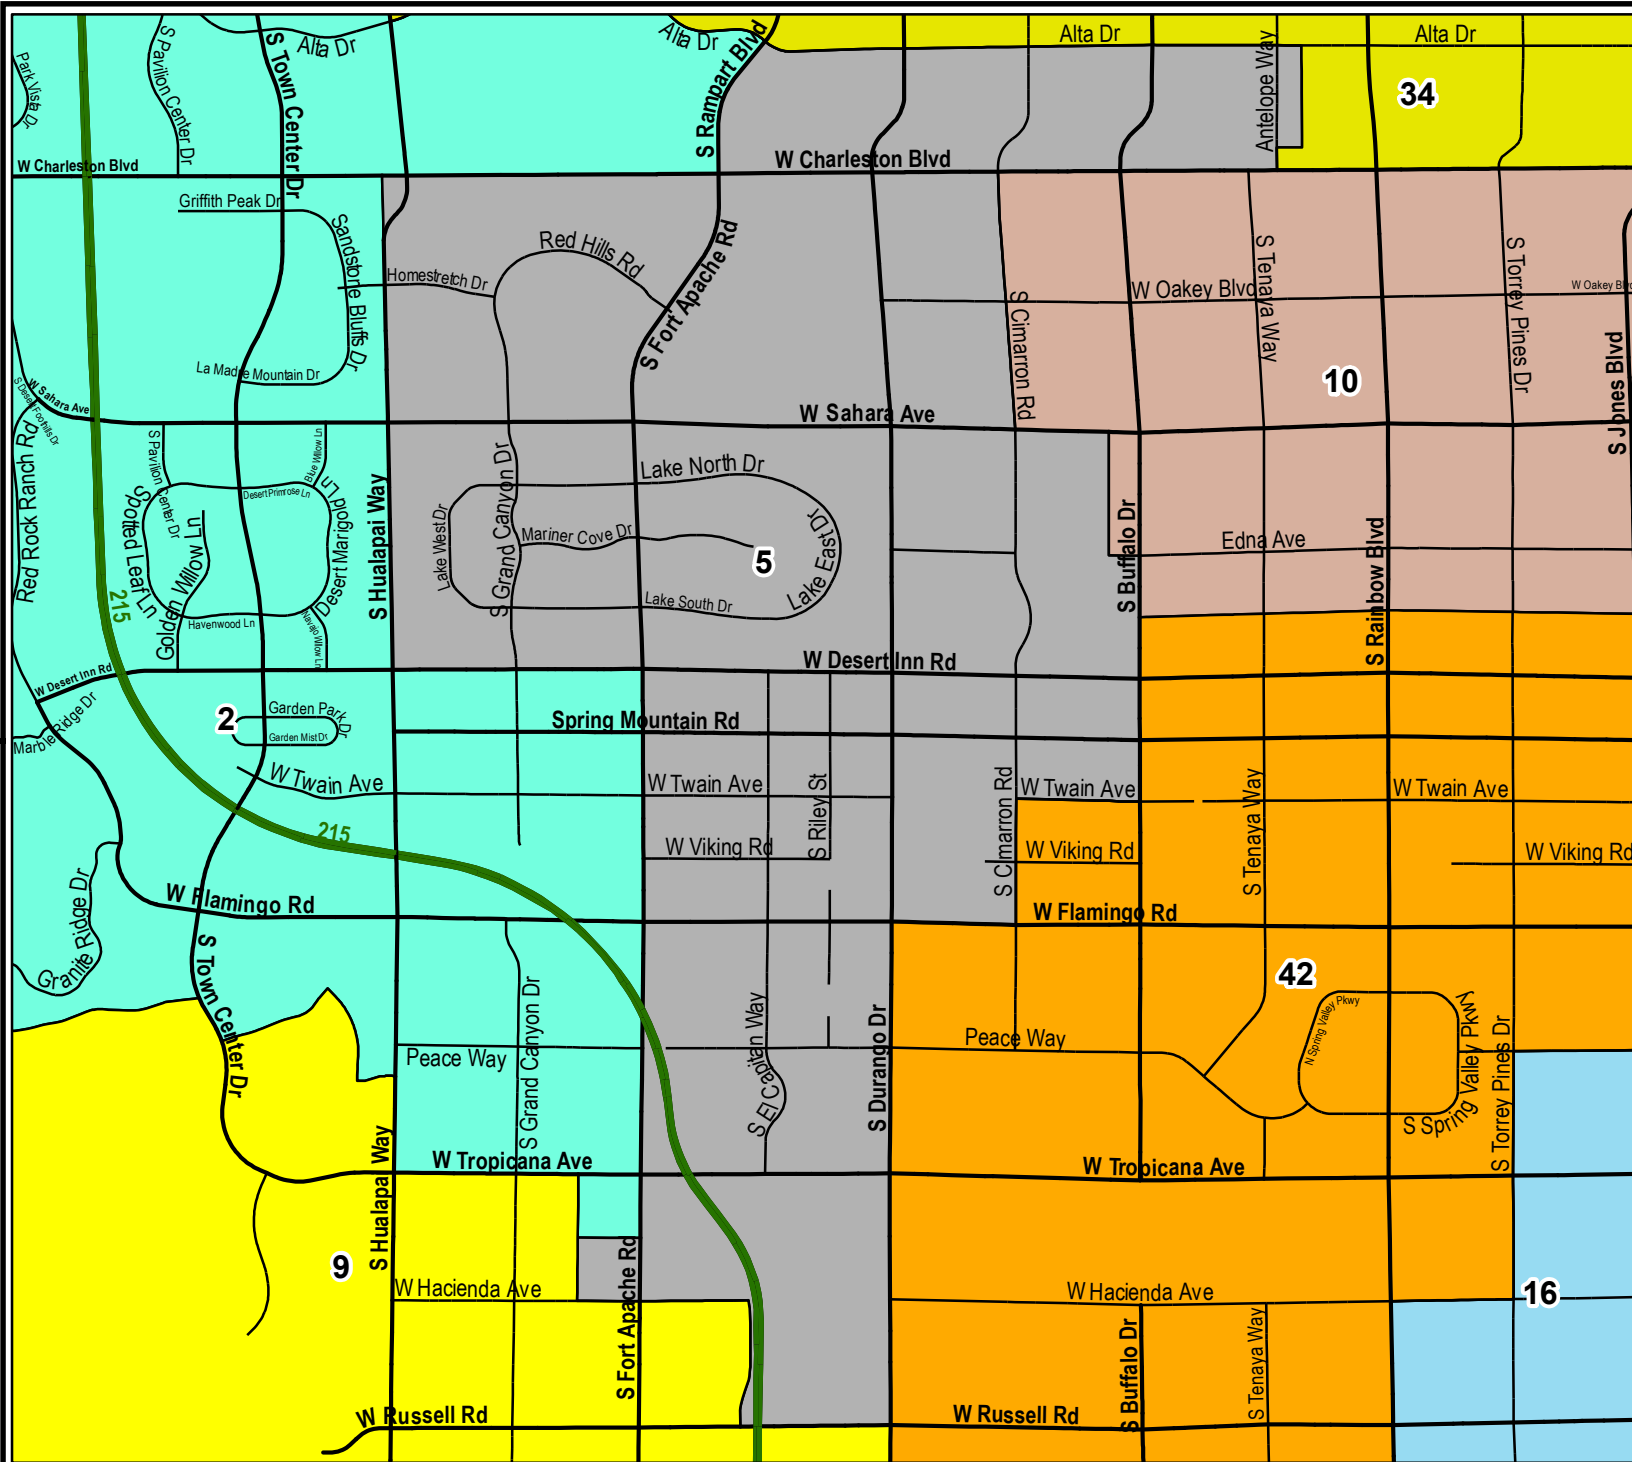 Park Vista Dr
S Pavilion Center Dr
S Town Center Dr
Alta Dr
Alta Dr
S Rampart Blvd
Alta Dr
Antelope Way
Alta Dr
34
W Charleston Blvd
W Charleston Blvd
Griffith Peak Dr
Sandstone Bluffs Dr
Homestretch Dr
Red Hills Rd
S Fort Apache Rd
S Cimarron Rd
W Oakey Blvd
S Tenaya Way
S Torrey Pines Dr
W Oakey Blvd
S Jones Blvd
La Madre Mountain Dr
10
W Sahara Ave
S Desert Foothills Dr
W Sahara Ave
Red Rock Ranch Rd
S Pavilion Center Dr
Blue Willow Ln
Desert Primrose Ln
Spotted Leaf Ln
Golden Willow Ln
Desert Marigold Ln
Havenwood Ln
Navajo Willow Ln
S Hualapai Way
Lake North Dr
Lake West Dr
S Grand Canyon Dr
Mariner Cove Dr
5
Lake East Dr
Lake South Dr
S Buffalo Dr
Edna Ave
S Rainbow Blvd
215
W Desert Inn Rd
W Desert Inn Rd
Marble Ridge Dr
2
Garden Park Dr
Garden Mist Dr
Spring Mountain Rd
W Twain Ave
W Twain Ave
S Riley St
S Cimarron Rd
W Twain Ave
S Tenaya Way
W Twain Ave
215
W Viking Rd
W Viking Rd
W Viking Rd
Granite Ridge Dr
W Flamingo Rd
W Flamingo Rd
S Town Center Dr
42
Peace Way
S Grand Canyon Dr
S El Capitan Way
S Durango Dr
Peace Way
N Spring Valley Pkwy
S Spring Valley Pkwy
S Torrey Pines Dr
S Hualapai Way
W Tropicana Ave
W Tropicana Ave
9
W Hacienda Ave
S Fort Apache Rd
W Hacienda Ave
16
S Buffalo Dr
S Tenaya Way
W Russell Rd
W Russell Rd